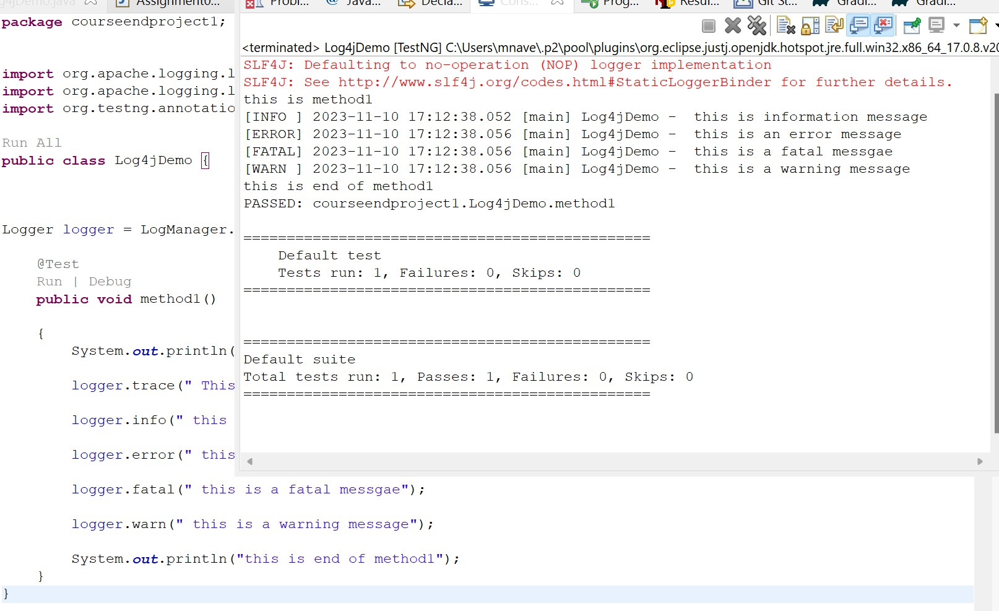 g4jDemo.java
Assignment0...
package courseendproject1;
import org.apache.logging.l
import org.apache.logging.l
import org.testng.annotatio
Run All
public class Log4jDemo {
Logger logger = LogManager.
@Test
Run | Debug
public void method1()
{
System.out.println(
logger.trace(" This
logger.info(" this
logger.error(" this
logger.fatal(" this is a fatal messgae");
logger.warn(" this is a warning message");
System.out.println("this is end of method1");
}
}
Probl...
@ Java...
Decla...
Cons...
Prog...
Resul...
Git St...
Gradl...
Gradl...
<terminated> Log4jDemo [TestNG] C:\Users\mnave\.p2\pool\plugins\org.eclipse.justj.openjdk.hotspot.jre.full.win32.x86_64_17.0.8.v20
SLF4J: Defaulting to no-operation (NOP) logger implementation
SLF4J: See http://www.slf4j.org/codes.html#StaticLoggerBinder for further details.
this is method1
[INFO ] 2023-11-10 17:12:38.052 [main] Log4jDemo -  this is information message
[ERROR] 2023-11-10 17:12:38.056 [main] Log4jDemo -  this is an error message
[FATAL] 2023-11-10 17:12:38.056 [main] Log4jDemo -  this is a fatal messgae
[WARN ] 2023-11-10 17:12:38.056 [main] Log4jDemo -  this is a warning message
this is end of method1
PASSED: courseendproject1.Log4jDemo.method1
===============================================
Default test
Tests run: 1, Failures: 0, Skips: 0
===============================================
===============================================
Default suite
Total tests run: 1, Passes: 1, Failures: 0, Skips: 0
===============================================